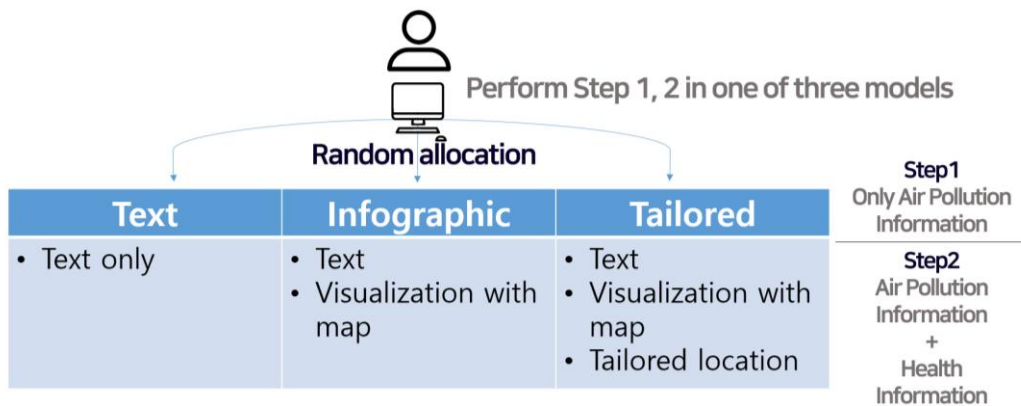 Perform Step 1, 2 in one of three models
Random allocation
Text
Infographic
Tailored
• Text only
• Text
• Visualization with
map
• Text
• Visualization with
map
• Tailored location
Step1
Only Air Pollution
Information
Step2
Air Pollution
Information
+
Health
Information